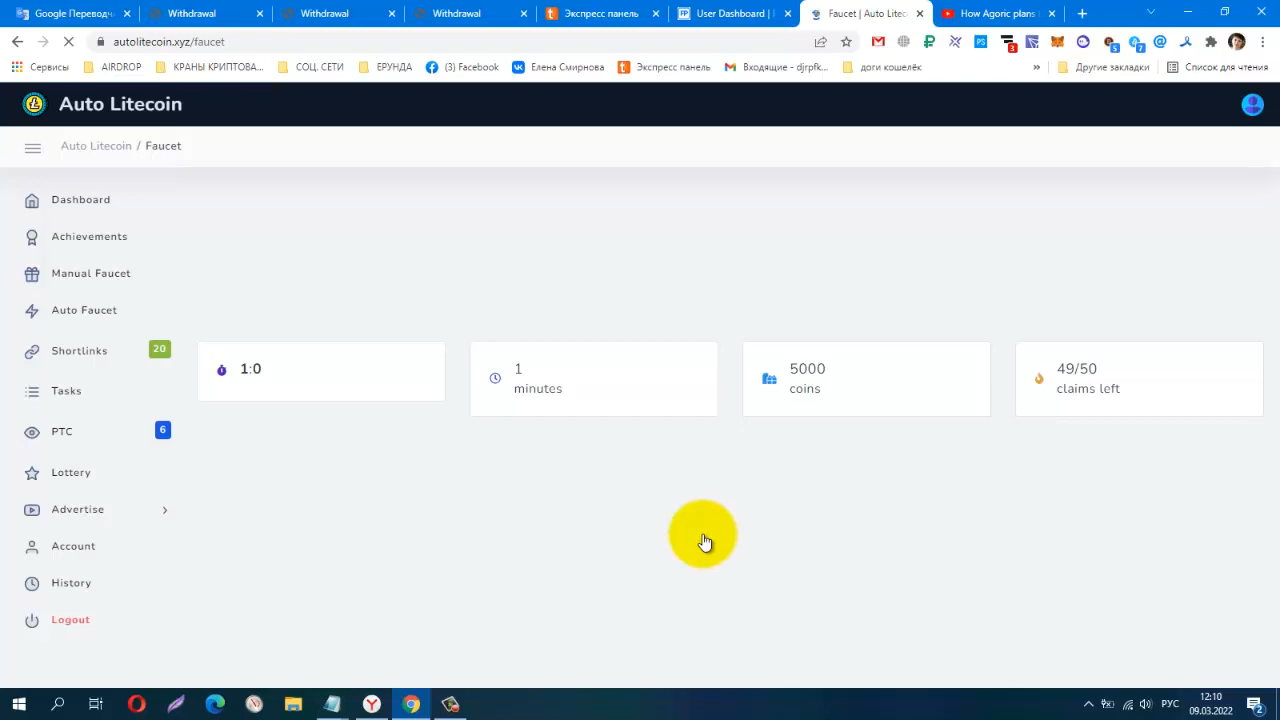 Google Переводч
Withdrawal
Withdrawal
Withdrawal
Экспресс панель
User Dashboard |
Faucet | Auto Liteco
How Agoric plans
autolitecoin.xyz/faucet
Сервисы
AIRDROP
КРАНЫ КРИПТОВА...
СОЦ. СЕТИ
ЕРУНДА
(3) Facebook
Елена Смирнова
Экспресс панель
Входящие - djrpfk...
доги кошелёк
»
Другие закладки
Список для чтения
Auto Litecoin
Auto Litecoin / Faucet
Dashboard
Achievements
Manual Faucet
Auto Faucet
Shortlinks 20
Tasks
PTC 6
Lottery
Advertise
Account
History
Logout
1:0
1
minutes
5000
coins
49/50
claims left
РУС
12:10
09.03.2022
2